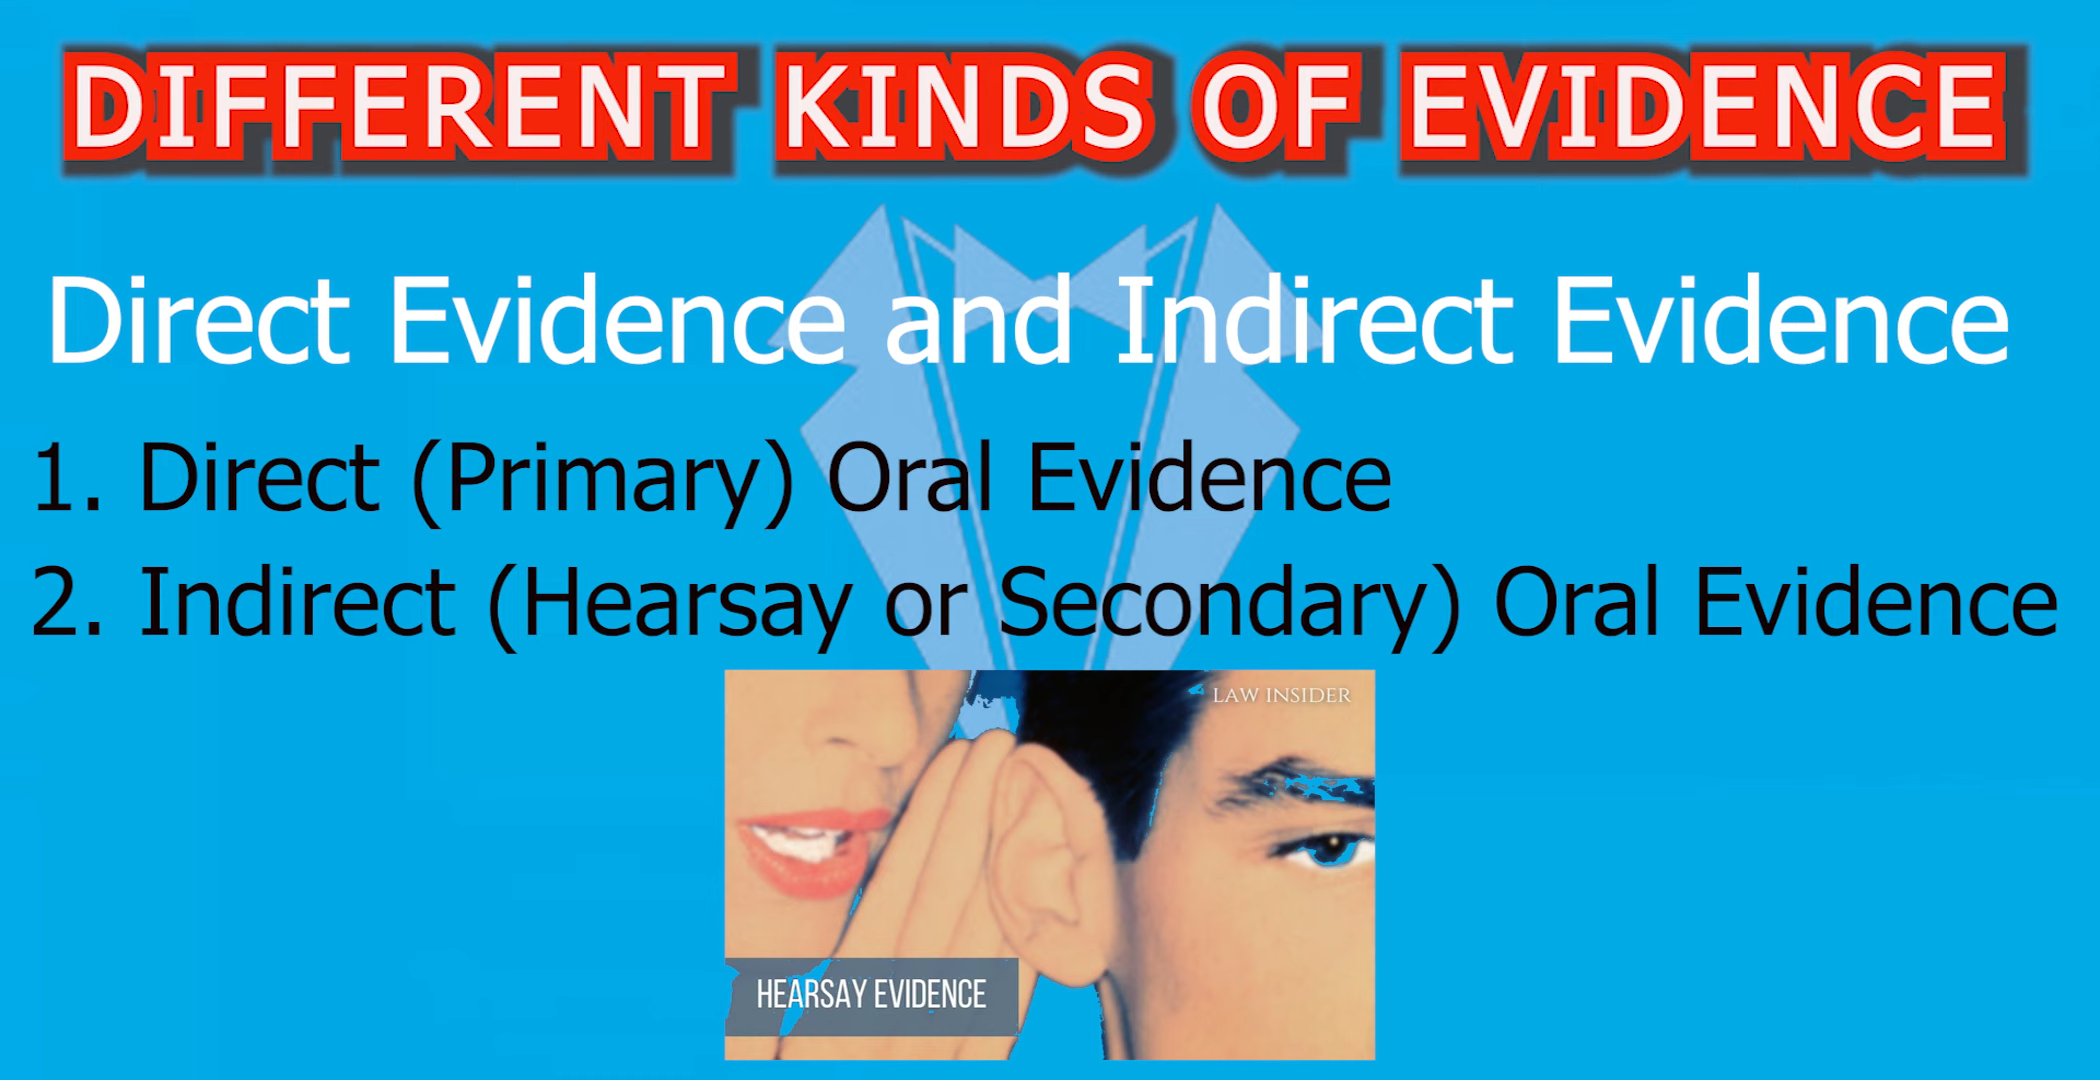 DIFFERENT KINDS OF EVIDENCE
Direct Evidence and Indirect Evidence
1. Direct (Primary) Oral Evidence
2. Indirect (Hearsay or Secondary) Oral Evidence
LAW INSIDER
HEARSAY EVIDENCE